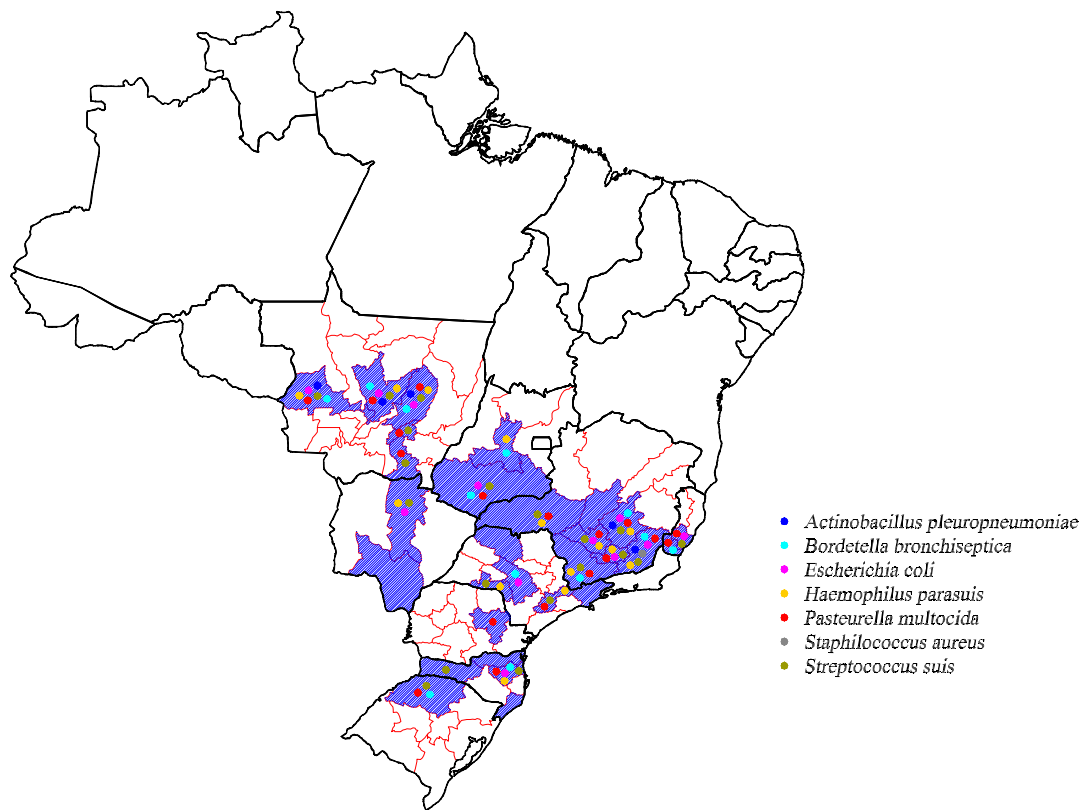 Actinobacillus pleuropneumoniae
Bordetella bronchiseptica
Escherichia coli
Haemophilus parasuis
Pasteurella multocida
Staphilococcus aureus
Streptococcus suis